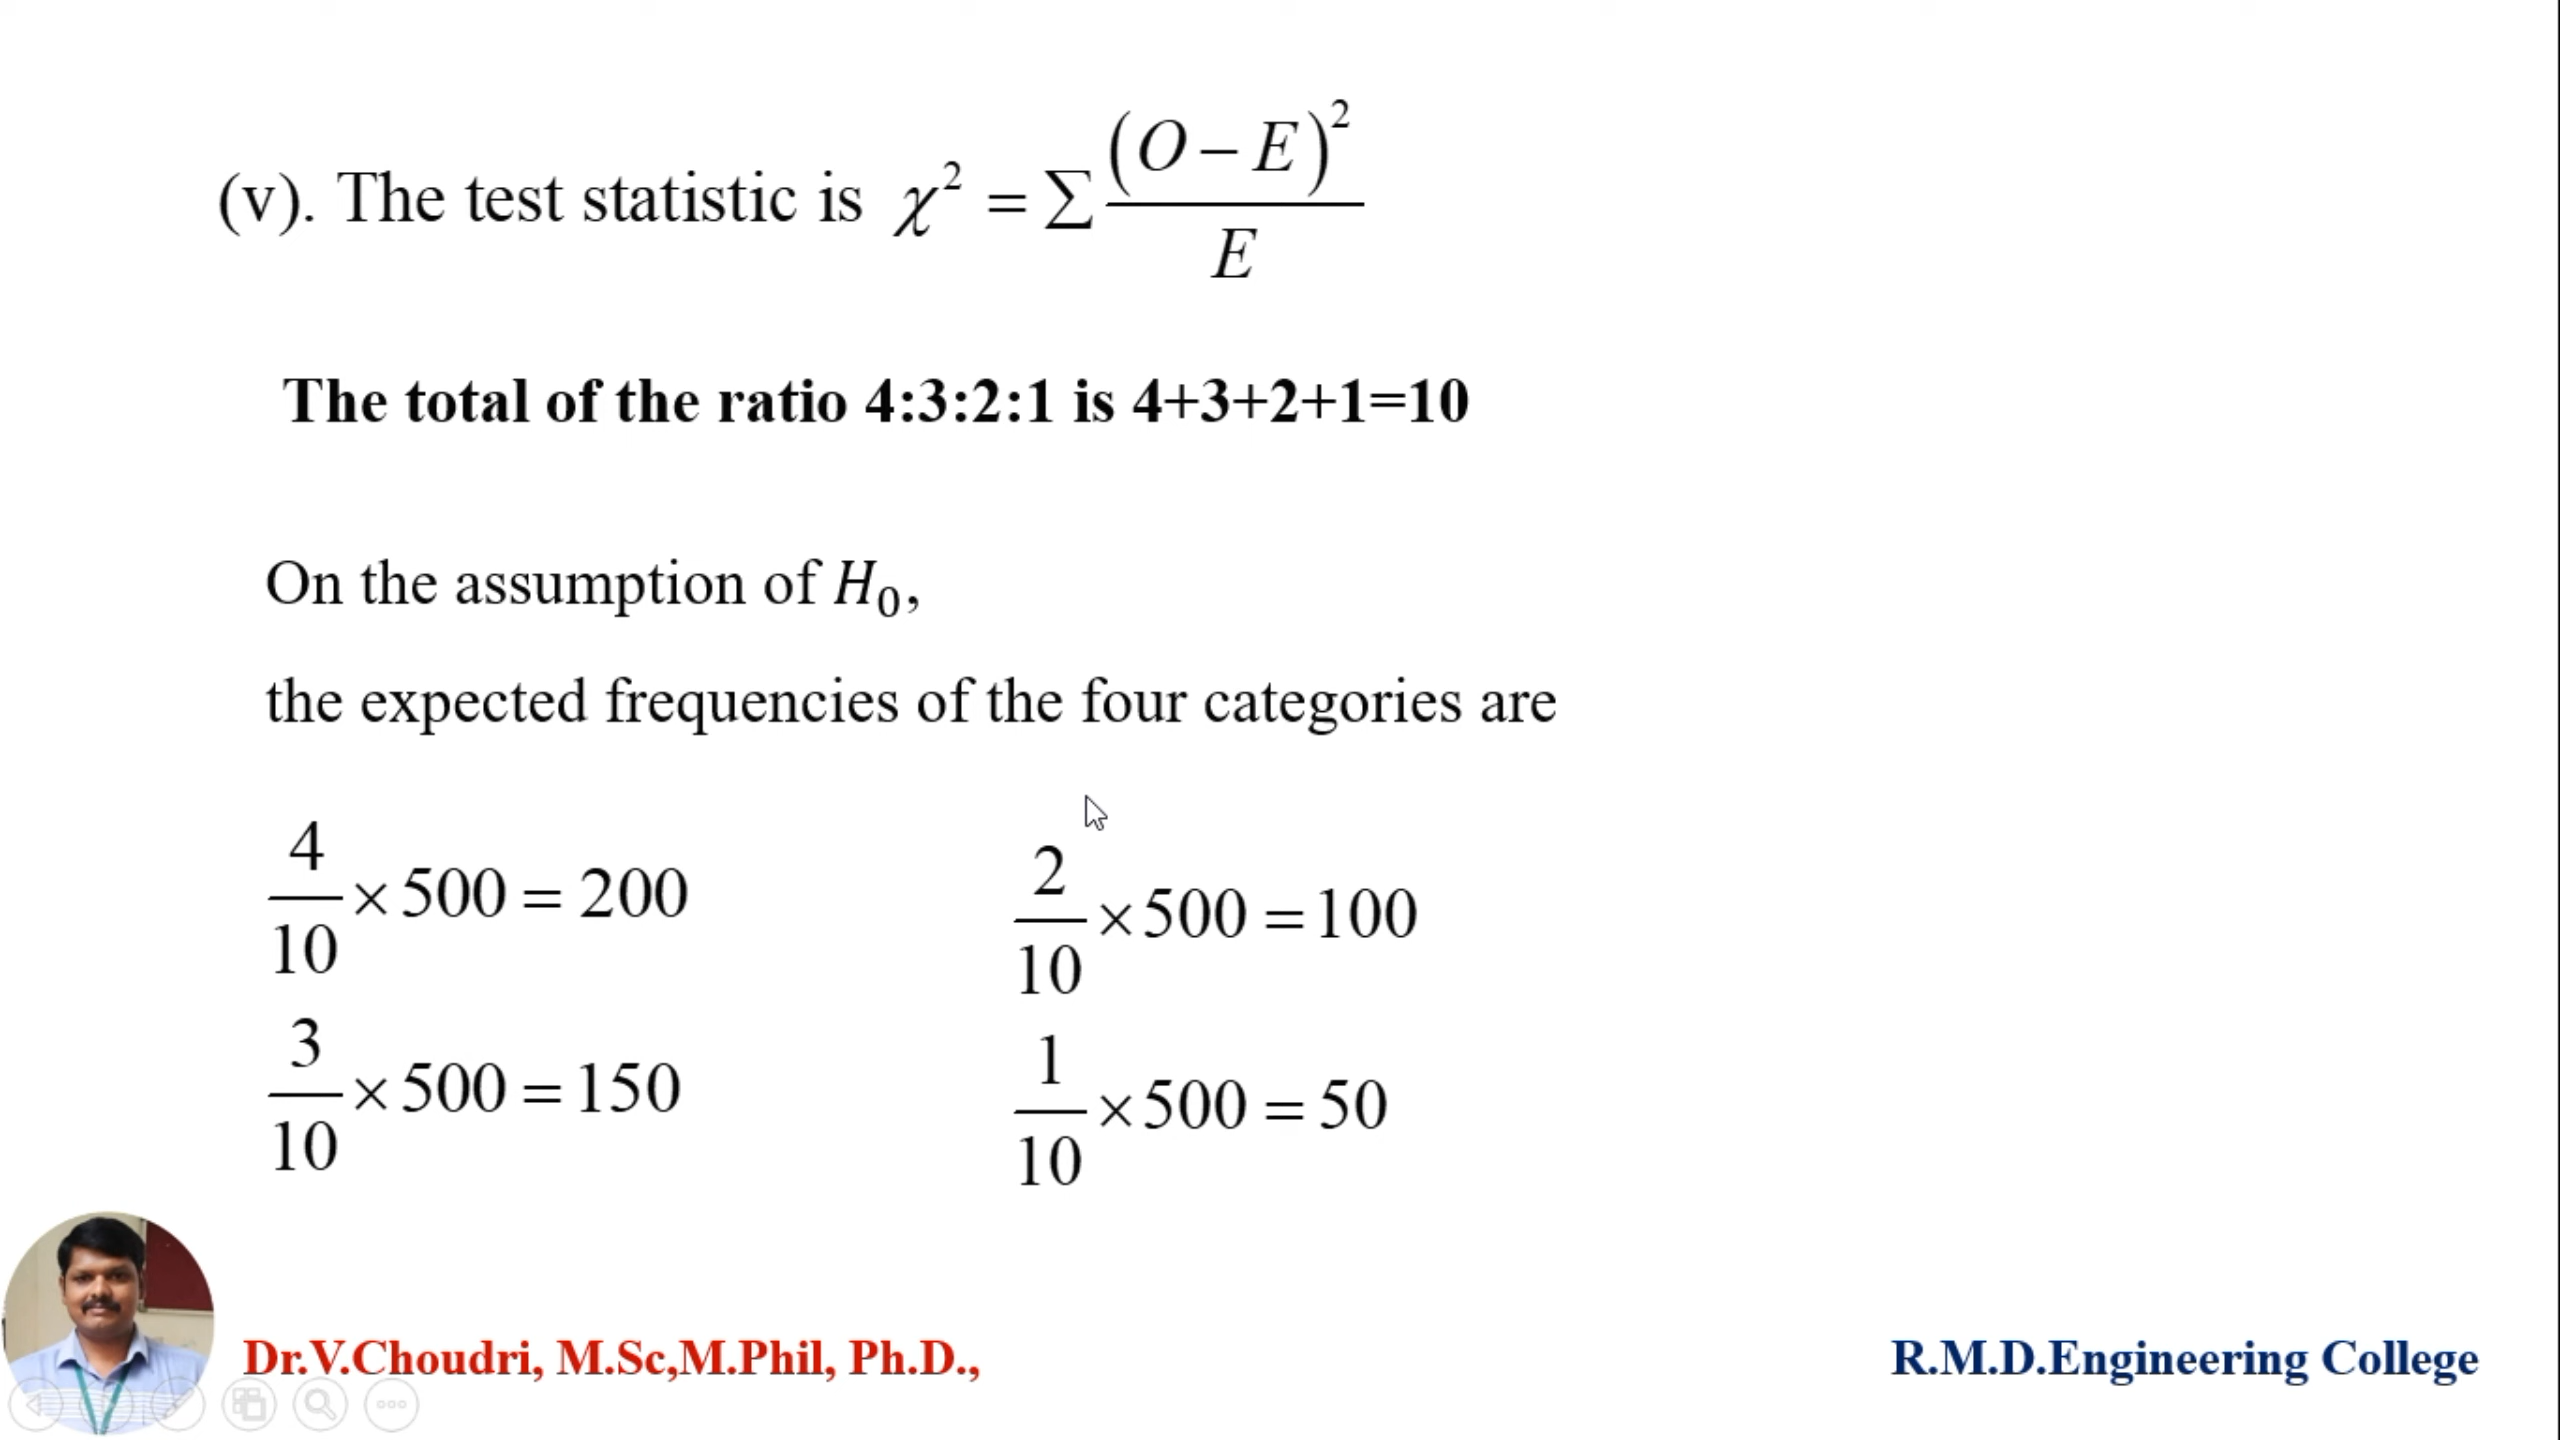 (v). The test statistic is χ² = Σ (O − E)² / E
The total of the ratio 4:3:2:1 is 4+3+2+1=10
On the assumption of H₀,
the expected frequencies of the four categories are
4/10 × 500 = 200
2/10 × 500 = 100
3/10 × 500 = 150
1/10 × 500 = 50
Dr.V.Choudri, M.Sc,M.Phil, Ph.D.,
R.M.D.Engineering College